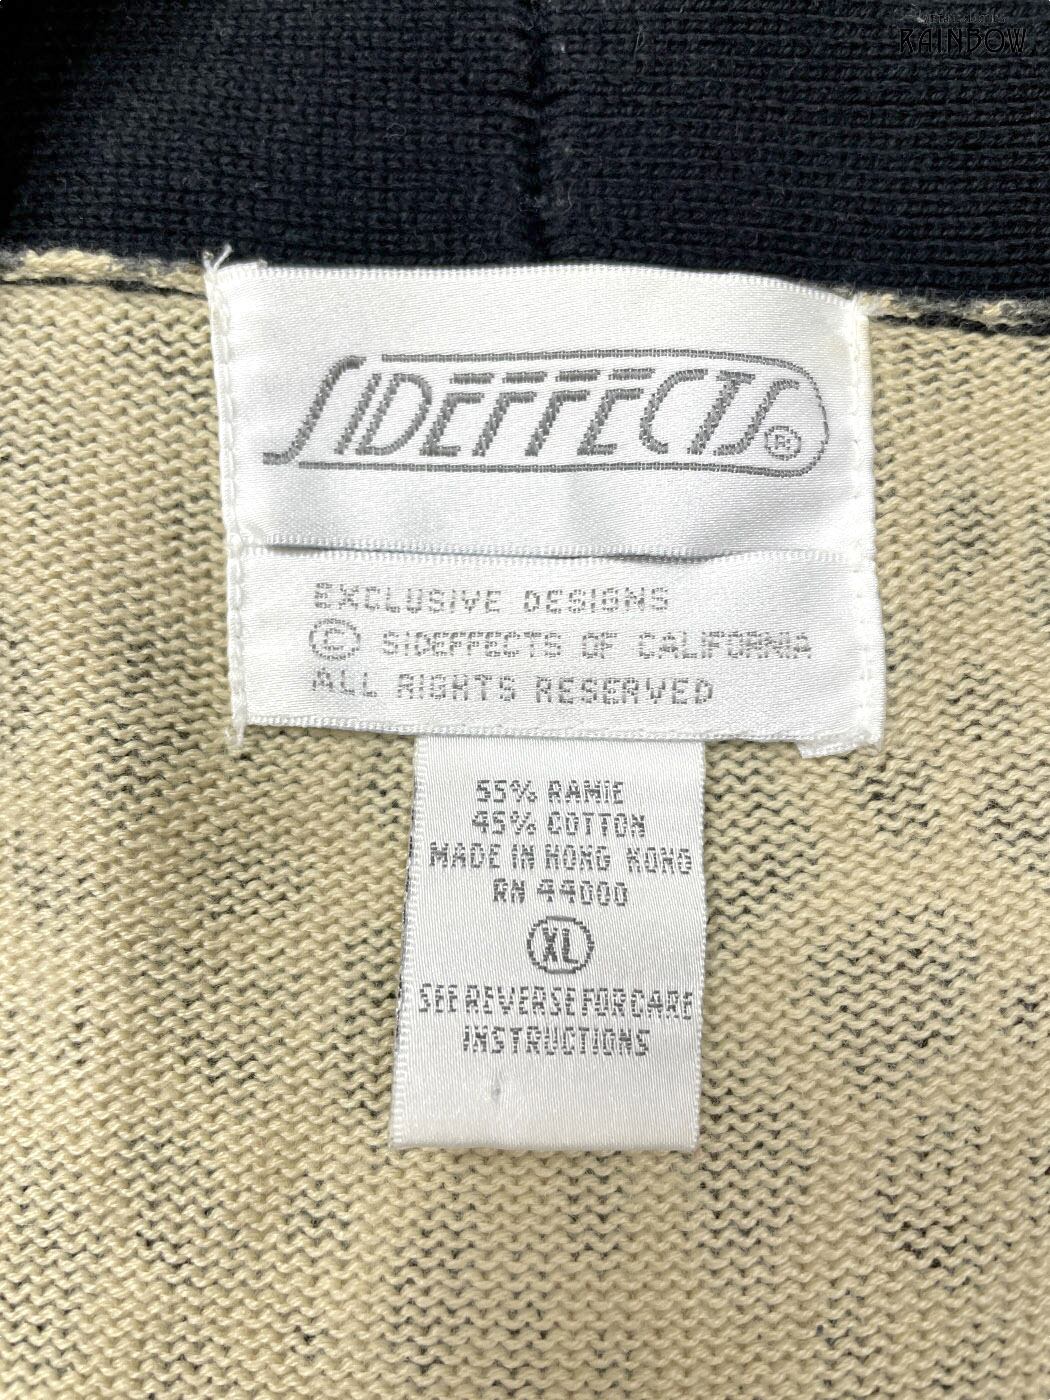 RAINBOW
SIDEFFECTS®
EXCLUSIVE DESIGNS
© SIDEFFECTS OF CALIFORNIA
ALL RIGHTS RESERVED
55% RAMIE
45% COTTON
MADE IN HONG KONG
RN 44000
XL
SEE REVERSE FOR CARE
INSTRUCTIONS